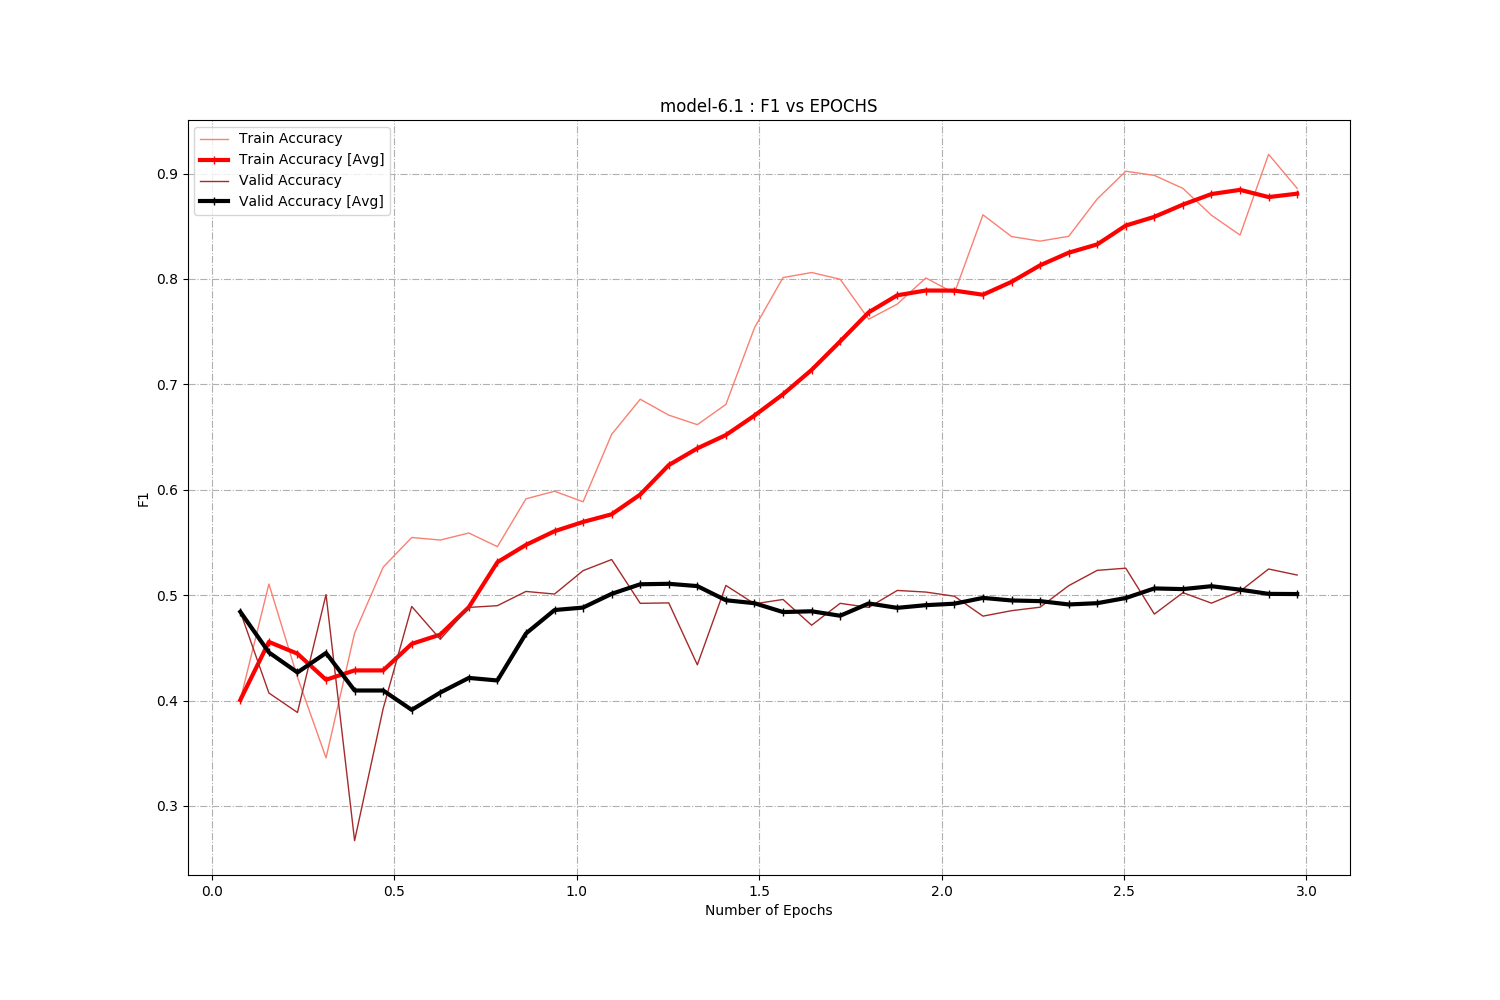 model-6.1 : F1 vs EPOCHS
Train Accuracy
Train Accuracy [Avg]
Valid Accuracy
Valid Accuracy [Avg]
0.9
0.8
0.7
0.6
0.5
0.4
0.3
F1
0.0 0.5 1.0 1.5 2.0 2.5 3.0
Number of Epochs